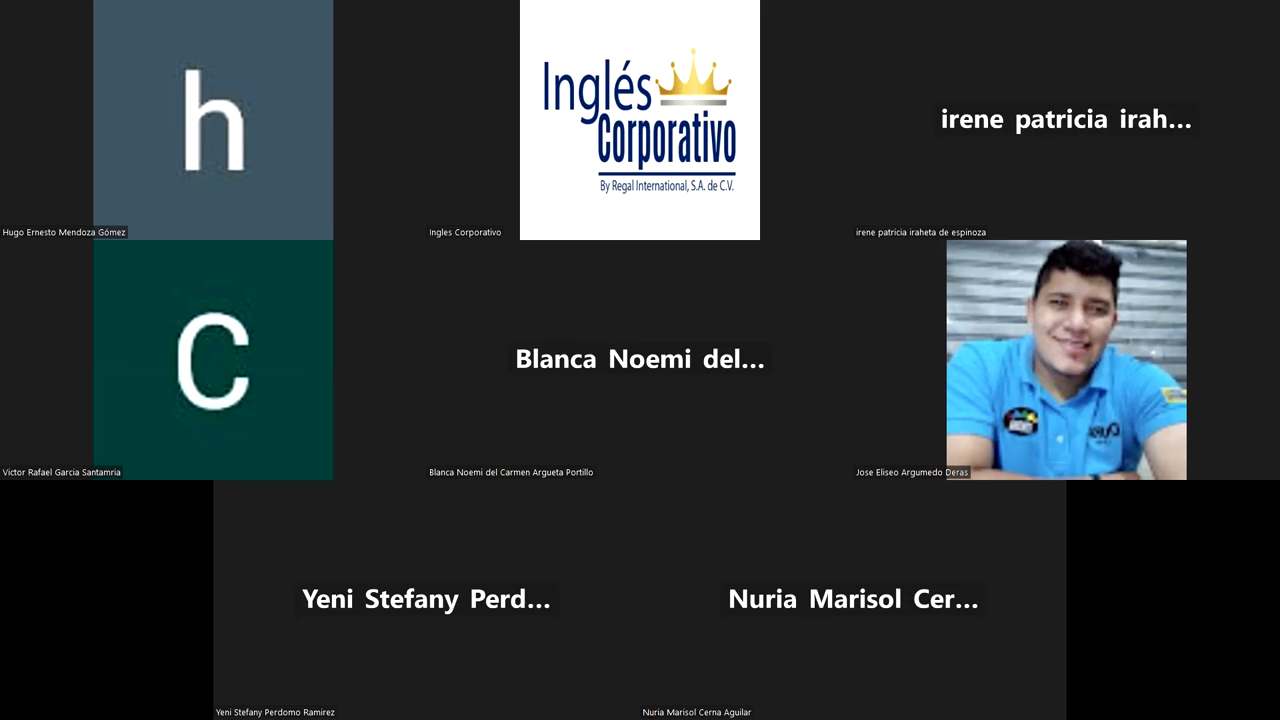 h
Hugo Ernesto Mendoza Gómez
Inglés
Corporativo
By Regal International, S.A. de C.V.
Ingles Corporativo
irene patricia irah...
irene patricia iraheta de espinoza
C
Victor Rafael Garcia Santamria
Blanca Noemi del...
Blanca Noemi del Carmen Argueta Portillo
Jose Eliseo Argumedo Deras
Yeni Stefany Perd...
Yeni Stefany Perdomo Ramirez
Nuria Marisol Cer...
Nuria Marisol Cerna Aguilar